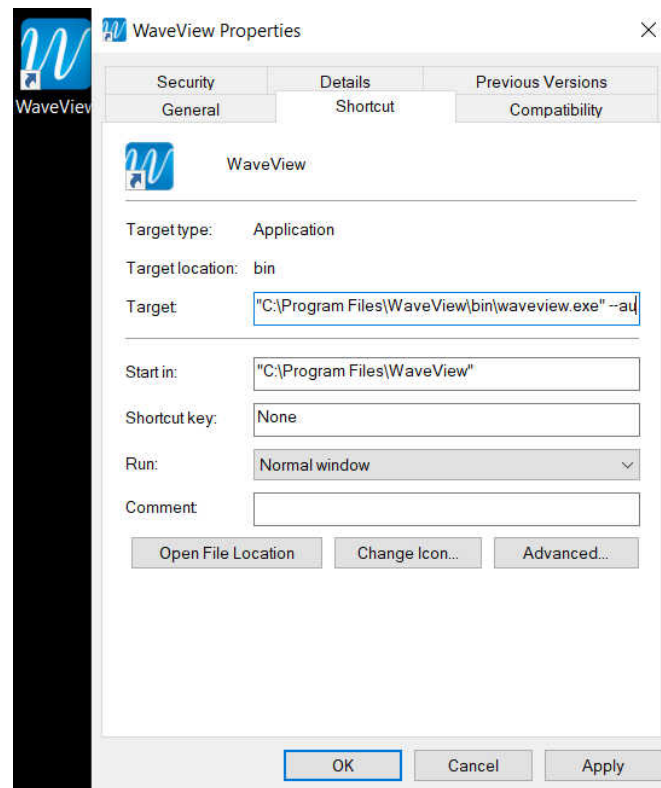 WaveView Properties
WaveView
Security Details Previous Versions
General Shortcut Compatibility
WaveView
Target type: Application
Target location: bin
Target: "C:\Program Files\WaveView\bin\waveview.exe" --au
Start in: "C:\Program Files\WaveView"
Shortcut key: None
Run: Normal window
Comment:
Open File Location Change Icon... Advanced...
OK Cancel Apply